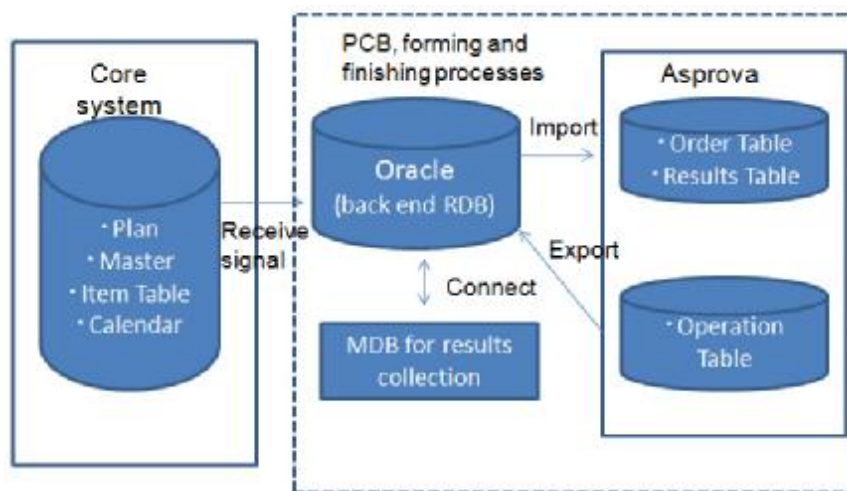 Core
system
・Plan
・Master
・Item Table
・Calendar
Receive
signal
PCB, forming and
finishing processes
Oracle
(back end RDB)
Connect
MDB for results
collection
Import
Export
Asprova
・Order Table
・Results Table
・Operation
Table